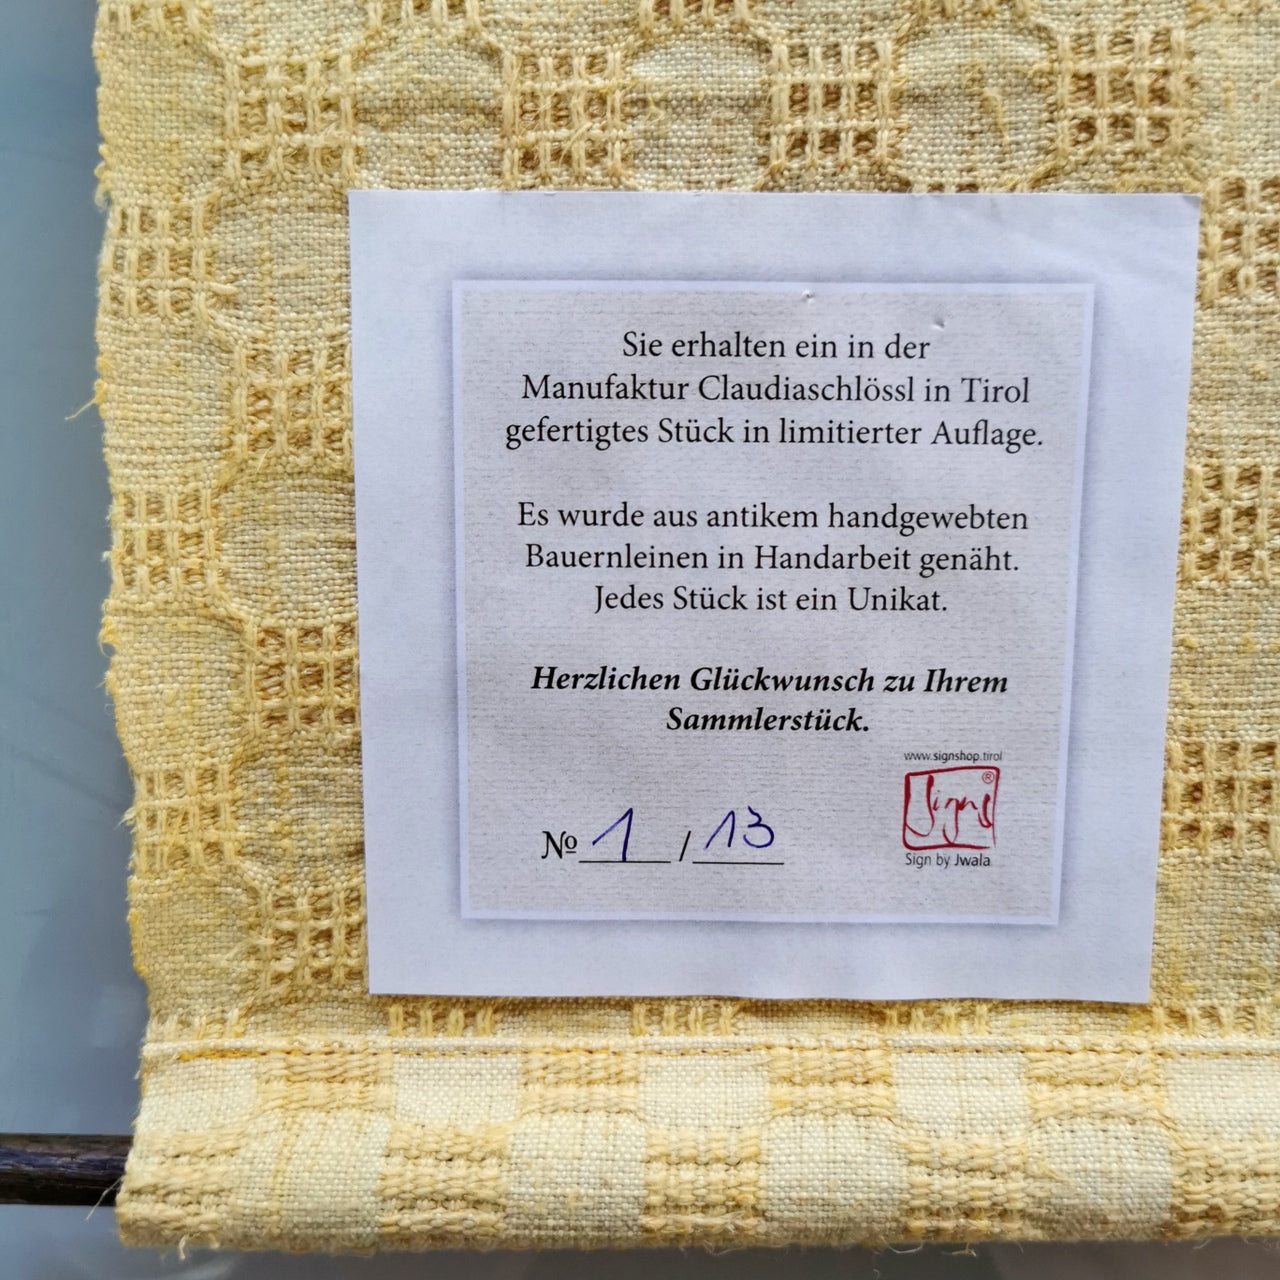 Sie erhalten ein in der
Manufaktur Claudiaschlössl in Tirol
gefertigtes Stück in limitierter Auflage.
Es wurde aus antikem handgewebten
Bauernleinen in Handarbeit genäht.
Jedes Stück ist ein Unikat.
Herzlichen Glückwunsch zu Ihrem
Sammlerstück.
www.signshop.tirol
Signs®
Sign by Jwala
№ 1 / 13